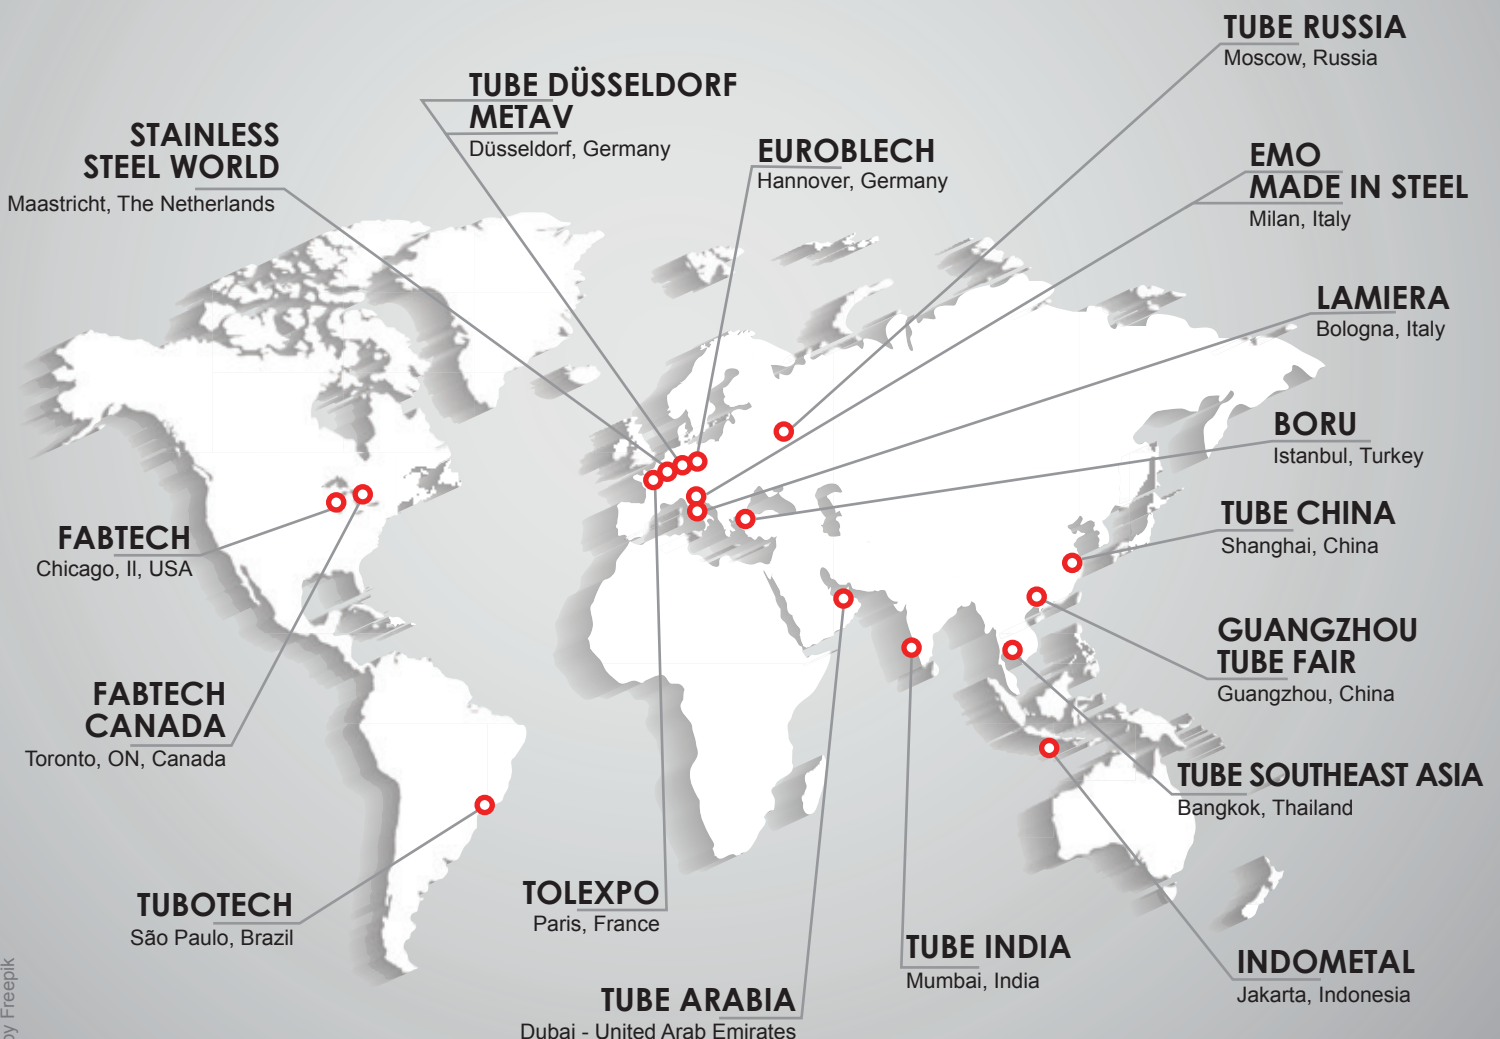 TUBE RUSSIA
Moscow, Russia
TUBE DÜSSELDORF
METAV
Düsseldorf, Germany
STAINLESS
STEEL WORLD
Maastricht, The Netherlands
EUROBLECH
Hannover, Germany
EMO
MADE IN STEEL
Milan, Italy
LAMIERA
Bologna, Italy
BORU
Istanbul, Turkey
TUBE CHINA
Shanghai, China
FABTECH
Chicago, Il, USA
GUANGZHOU
TUBE FAIR
Guangzhou, China
FABTECH
CANADA
Toronto, ON, Canada
TUBE SOUTHEAST ASIA
Bangkok, Thailand
TOLEXPO
Paris, France
TUBOTECH
São Paulo, Brazil
TUBE INDIA
Mumbai, India
INDOMETAL
Jakarta, Indonesia
TUBE ARABIA
Dubai - United Arab Emirates
by Freepik